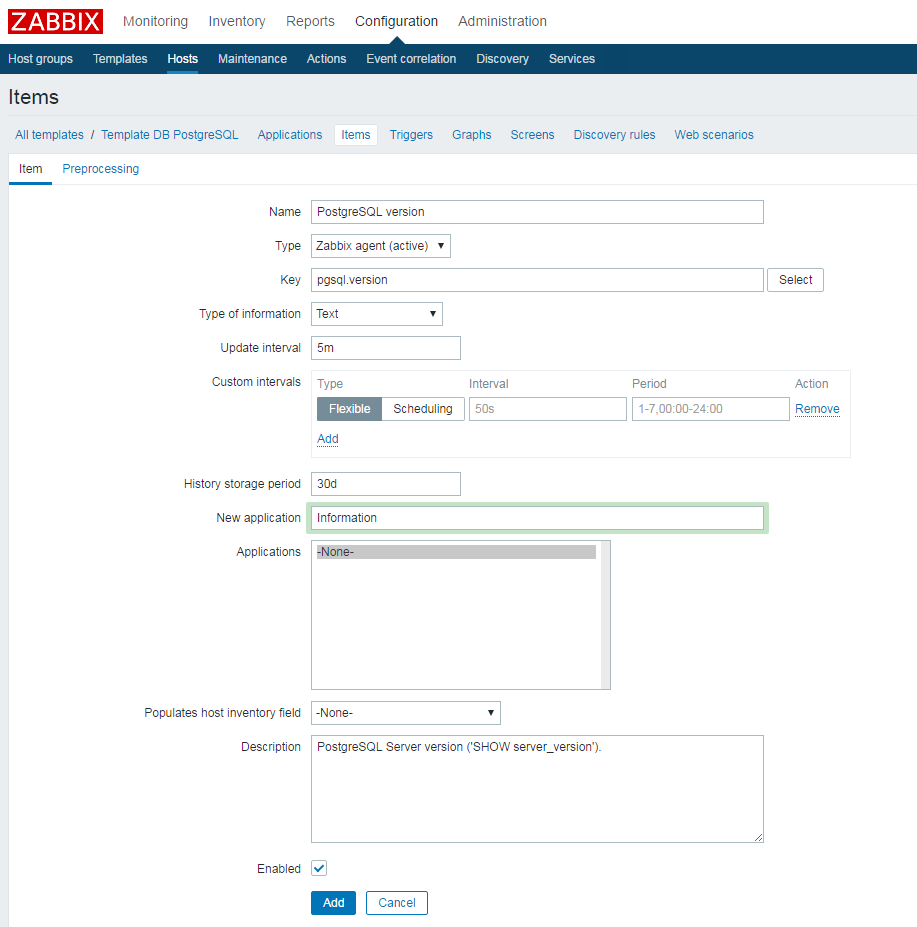 ZABBIX Monitoring Inventory Reports Configuration Administration
Host groups Templates Hosts Maintenance Actions Event correlation Discovery Services
Items
All templates / Template DB PostgreSQL Applications Items Triggers Graphs Screens Discovery rules Web scenarios
Item Preprocessing
Name PostgreSQL version
Type Zabbix agent (active)
Key pgsql.version Select
Type of information Text
Update interval 5m
Custom intervals Type Interval Period Action
Flexible Scheduling 50s 1-7,00:00-24:00 Remove
Add
History storage period 30d
New application Information
Applications -None-
Populates host inventory field -None-
Description PostgreSQL Server version ('SHOW server_version').
Enabled
Add Cancel